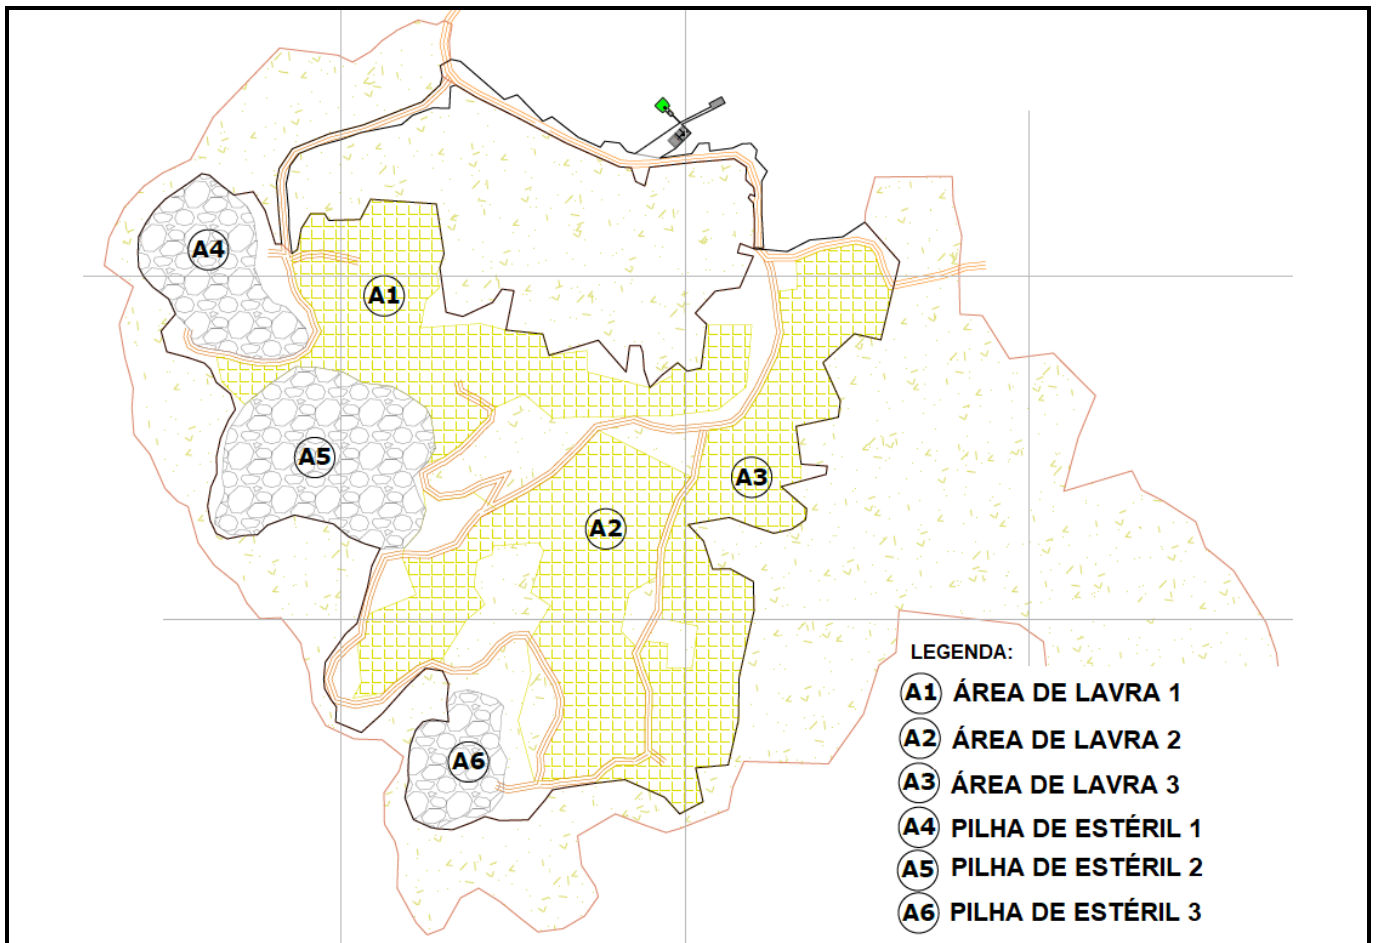 A4
A1
A5
A3
A2
A6
LEGENDA:
A1 ÁREA DE LAVRA 1
A2 ÁREA DE LAVRA 2
A3 ÁREA DE LAVRA 3
A4 PILHA DE ESTÉRIL 1
A5 PILHA DE ESTÉRIL 2
A6 PILHA DE ESTÉRIL 3